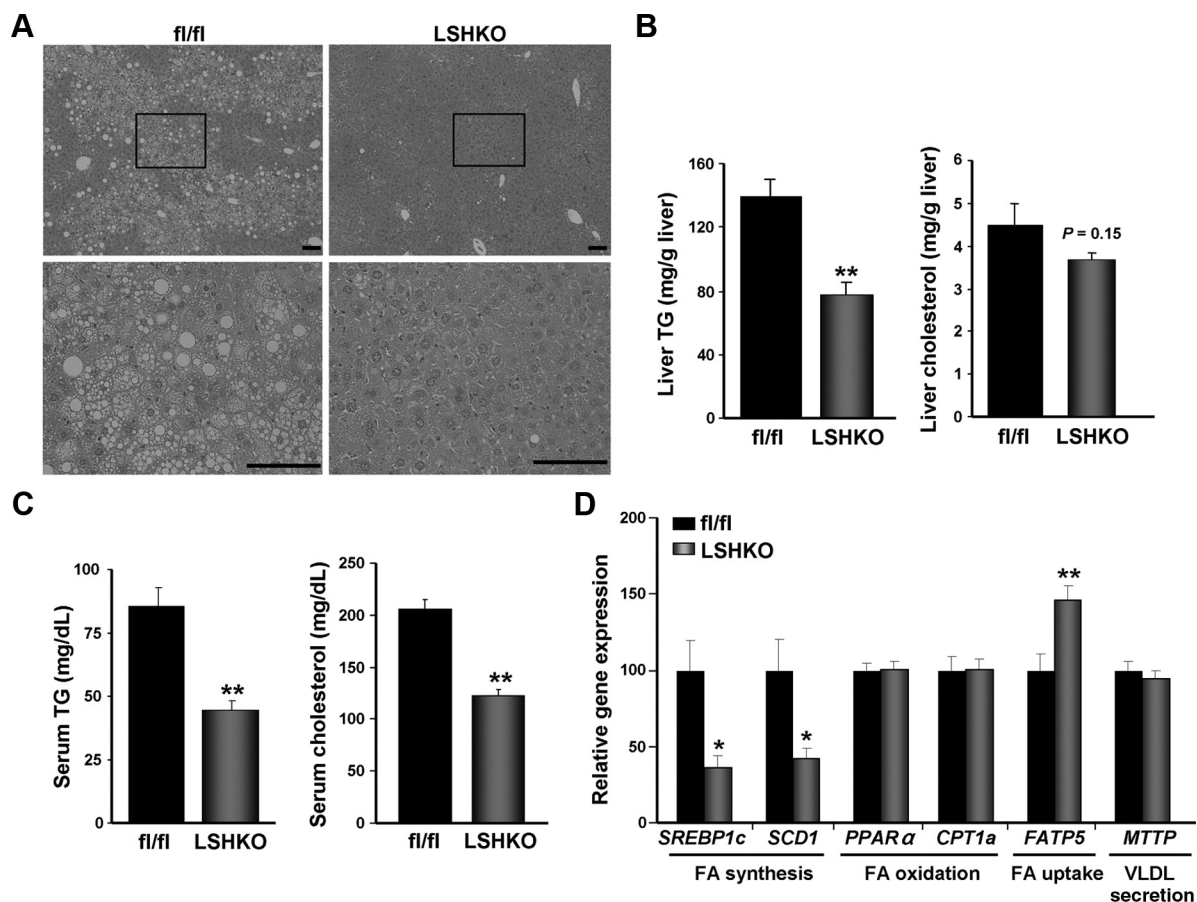 A
fl/fl
LSHKO
B
Liver TG (mg/g liver)
160
120
80
40
0
**
fl/fl
LSHKO
Liver cholesterol (mg/g liver)
6
5
4
3
2
1
0
P = 0.15
fl/fl
LSHKO
C
Serum TG (mg/dL)
100
75
50
25
0
**
fl/fl
LSHKO
Serum cholesterol (mg/dL)
250
200
150
100
50
0
**
fl/fl
LSHKO
D
Relative gene expression
200
150
100
50
0
fl/fl
LSHKO
*
*
**
SREBP1c
SCD1
PPARα
CPT1a
FATP5
MTTP
FA synthesis
FA oxidation
FA uptake
VLDL
secretion